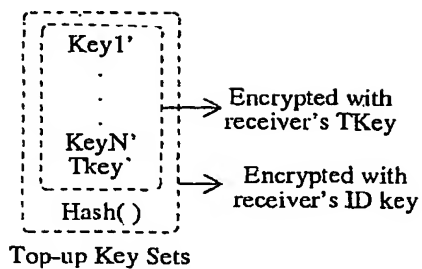 Key1'
.
.
.
KeyN'
Tkey'
Hash( )
Encrypted with
receiver's TKey
Encrypted with
receiver's ID key
Top-up Key Sets